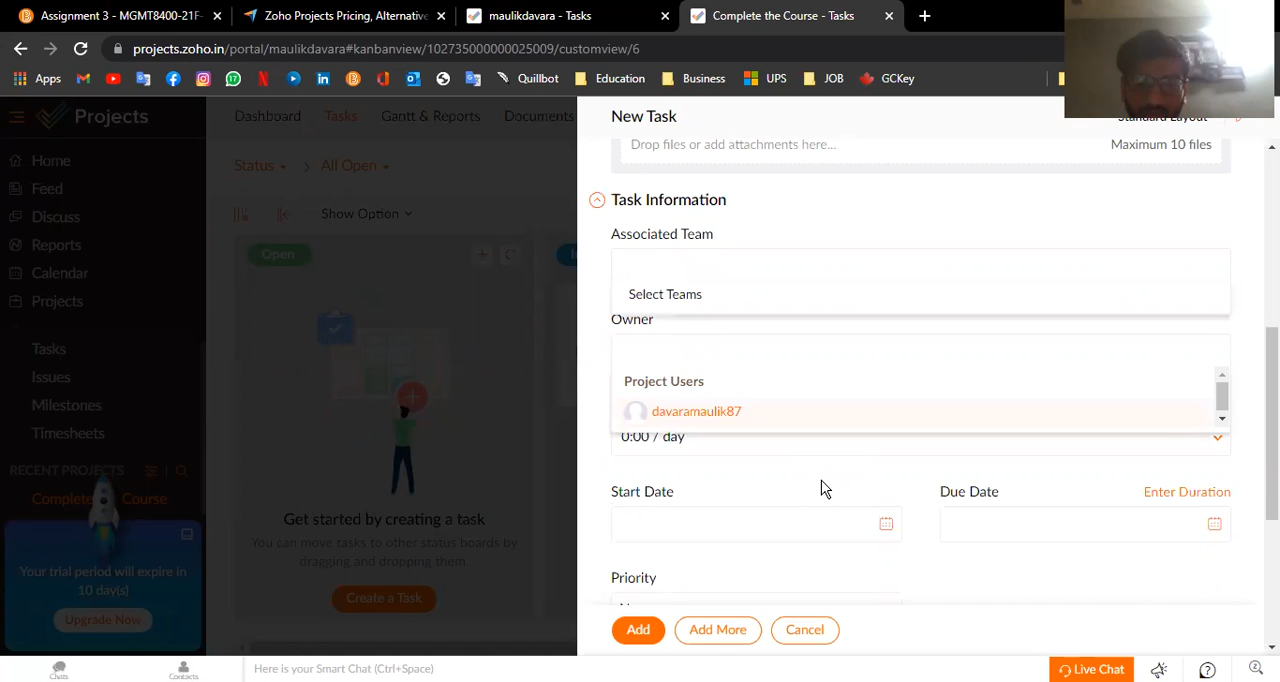 Assignment 3 - MGMT8400-21F-
Zoho Projects Pricing, Alternative
maulikdavara - Tasks
Complete the Course - Tasks
projects.zoho.in/portal/maulikdavara#kanbanview/102735000000025009/customview/6
Apps
Quillbot
Education
Business
UPS
JOB
GCKey
Projects
Dashboard
Tasks
Gantt & Reports
Documents
New Task
Standard Layout
Home
Feed
Discuss
Reports
Calendar
Projects
Tasks
Issues
Milestones
Timesheets
RECENT PROJECTS
Complete Course
Your trial period will expire in
10 day(s)
Upgrade Now
Status
All Open
Show Option
Open
Get started by creating a task
You can move tasks to other status boards by
dragging and dropping them.
Create a Task
Drop files or add attachments here...
Maximum 10 files
Task Information
Associated Team
Select Teams
Owner
Project Users
davaramaulik87
0:00 / day
Start Date
Due Date
Enter Duration
Priority
Add
Add More
Cancel
Chats
Contacts
Here is your Smart Chat (Ctrl+Space)
Live Chat